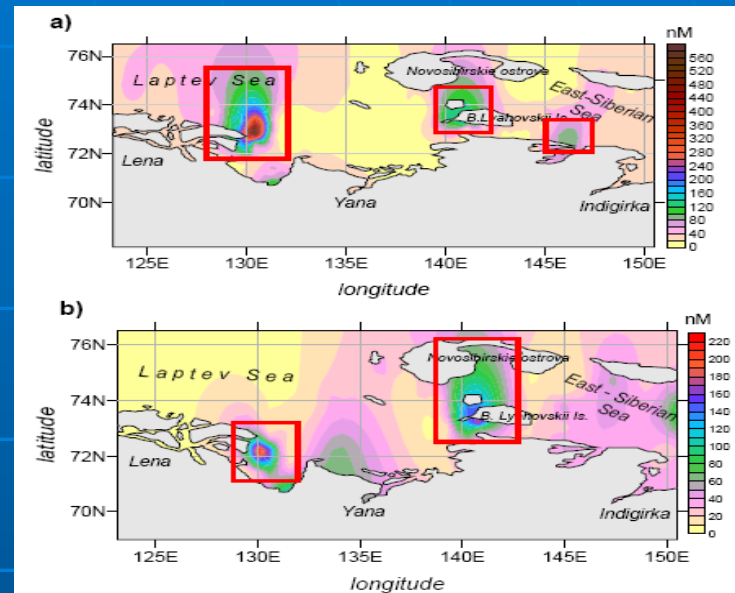 a)
nM
76N
74N
72N
70N
latitude
Laptev Sea
Novosibirskie ostrova
East-Siberian
Sea
B.Lyahovskii Is.
Lena
Yana
Indigirka
560
520
480
440
400
360
320
280
240
200
160
120
80
40
0
125E 130E 135E 140E 145E 150E
longitude
b)
nM
76N
74N
72N
70N
latitude
Laptev Sea
Novosibirskie ostrova
East - Siberian
Sea
B. Lyahovskii Is.
Lena
Yana
Indigirka
220
200
180
160
140
120
100
80
60
40
20
0
125E 130E 135E 140E 145E 150E
longitude